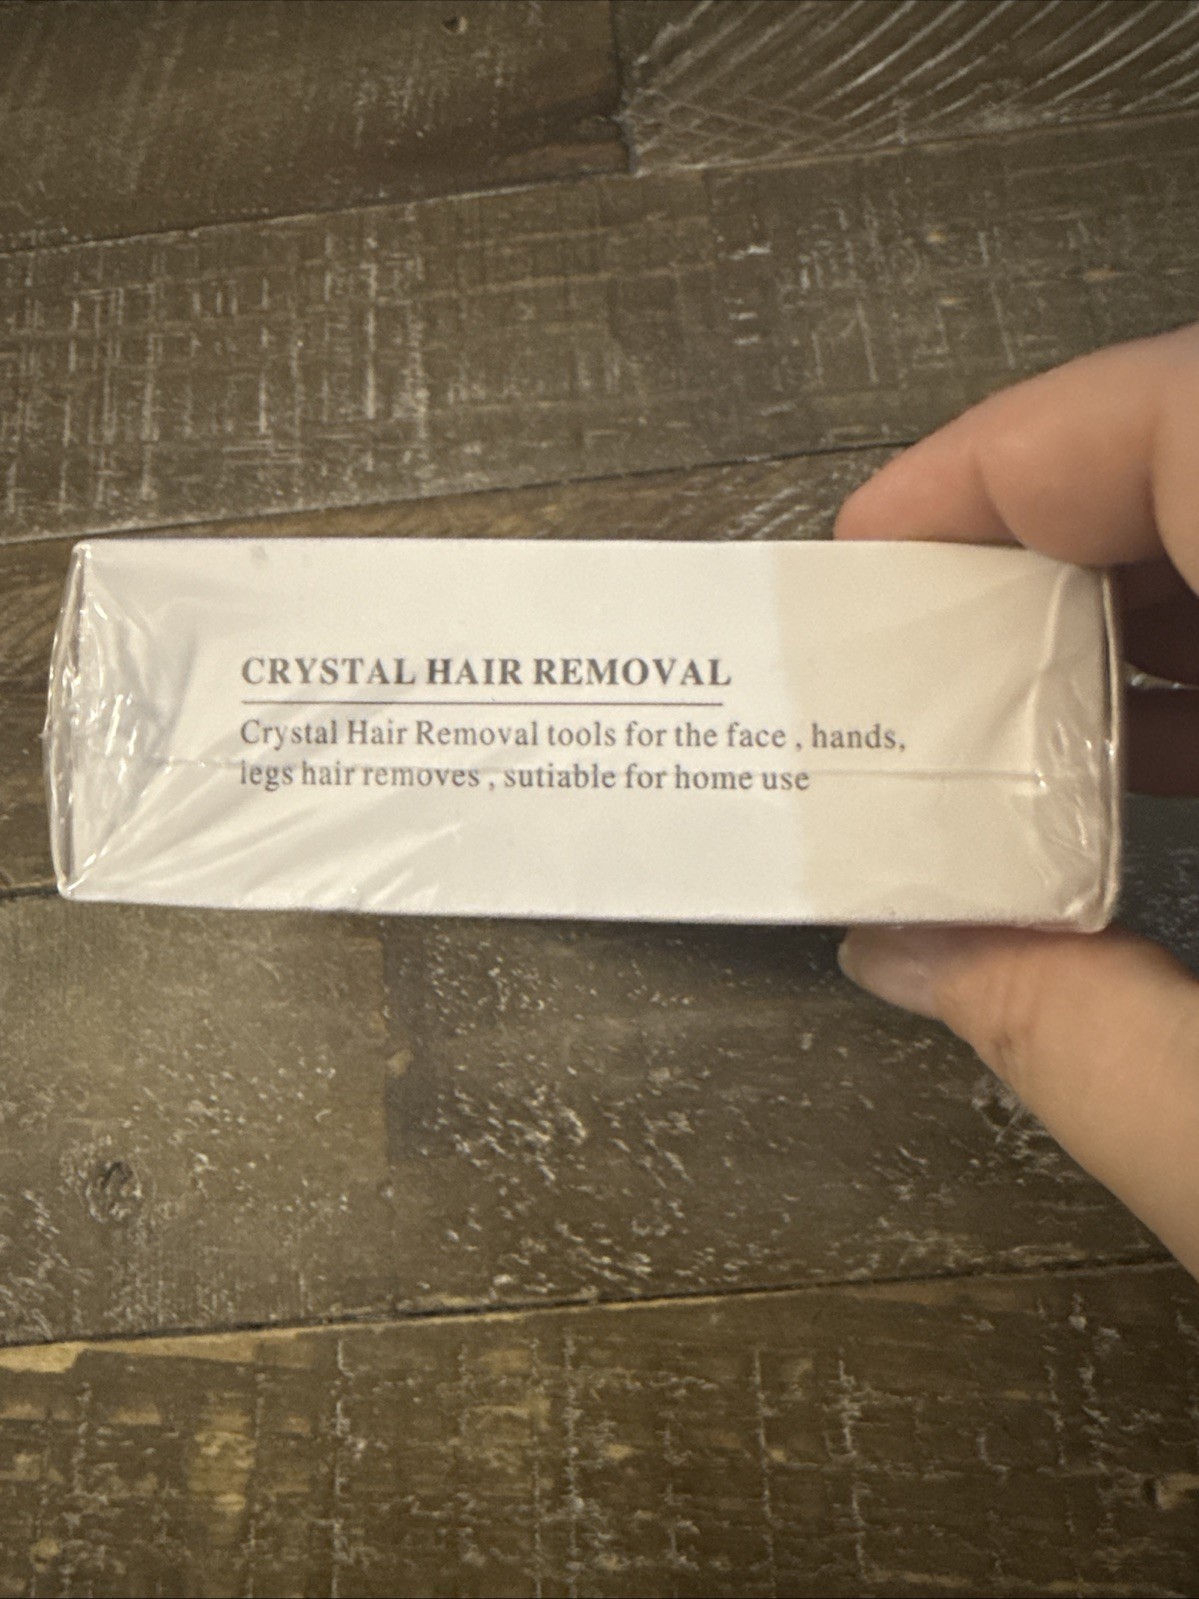 CRYSTAL HAIR REMOVAL
Crystal Hair Removal tools for the face , hands,
legs hair removes , sutiable for home use